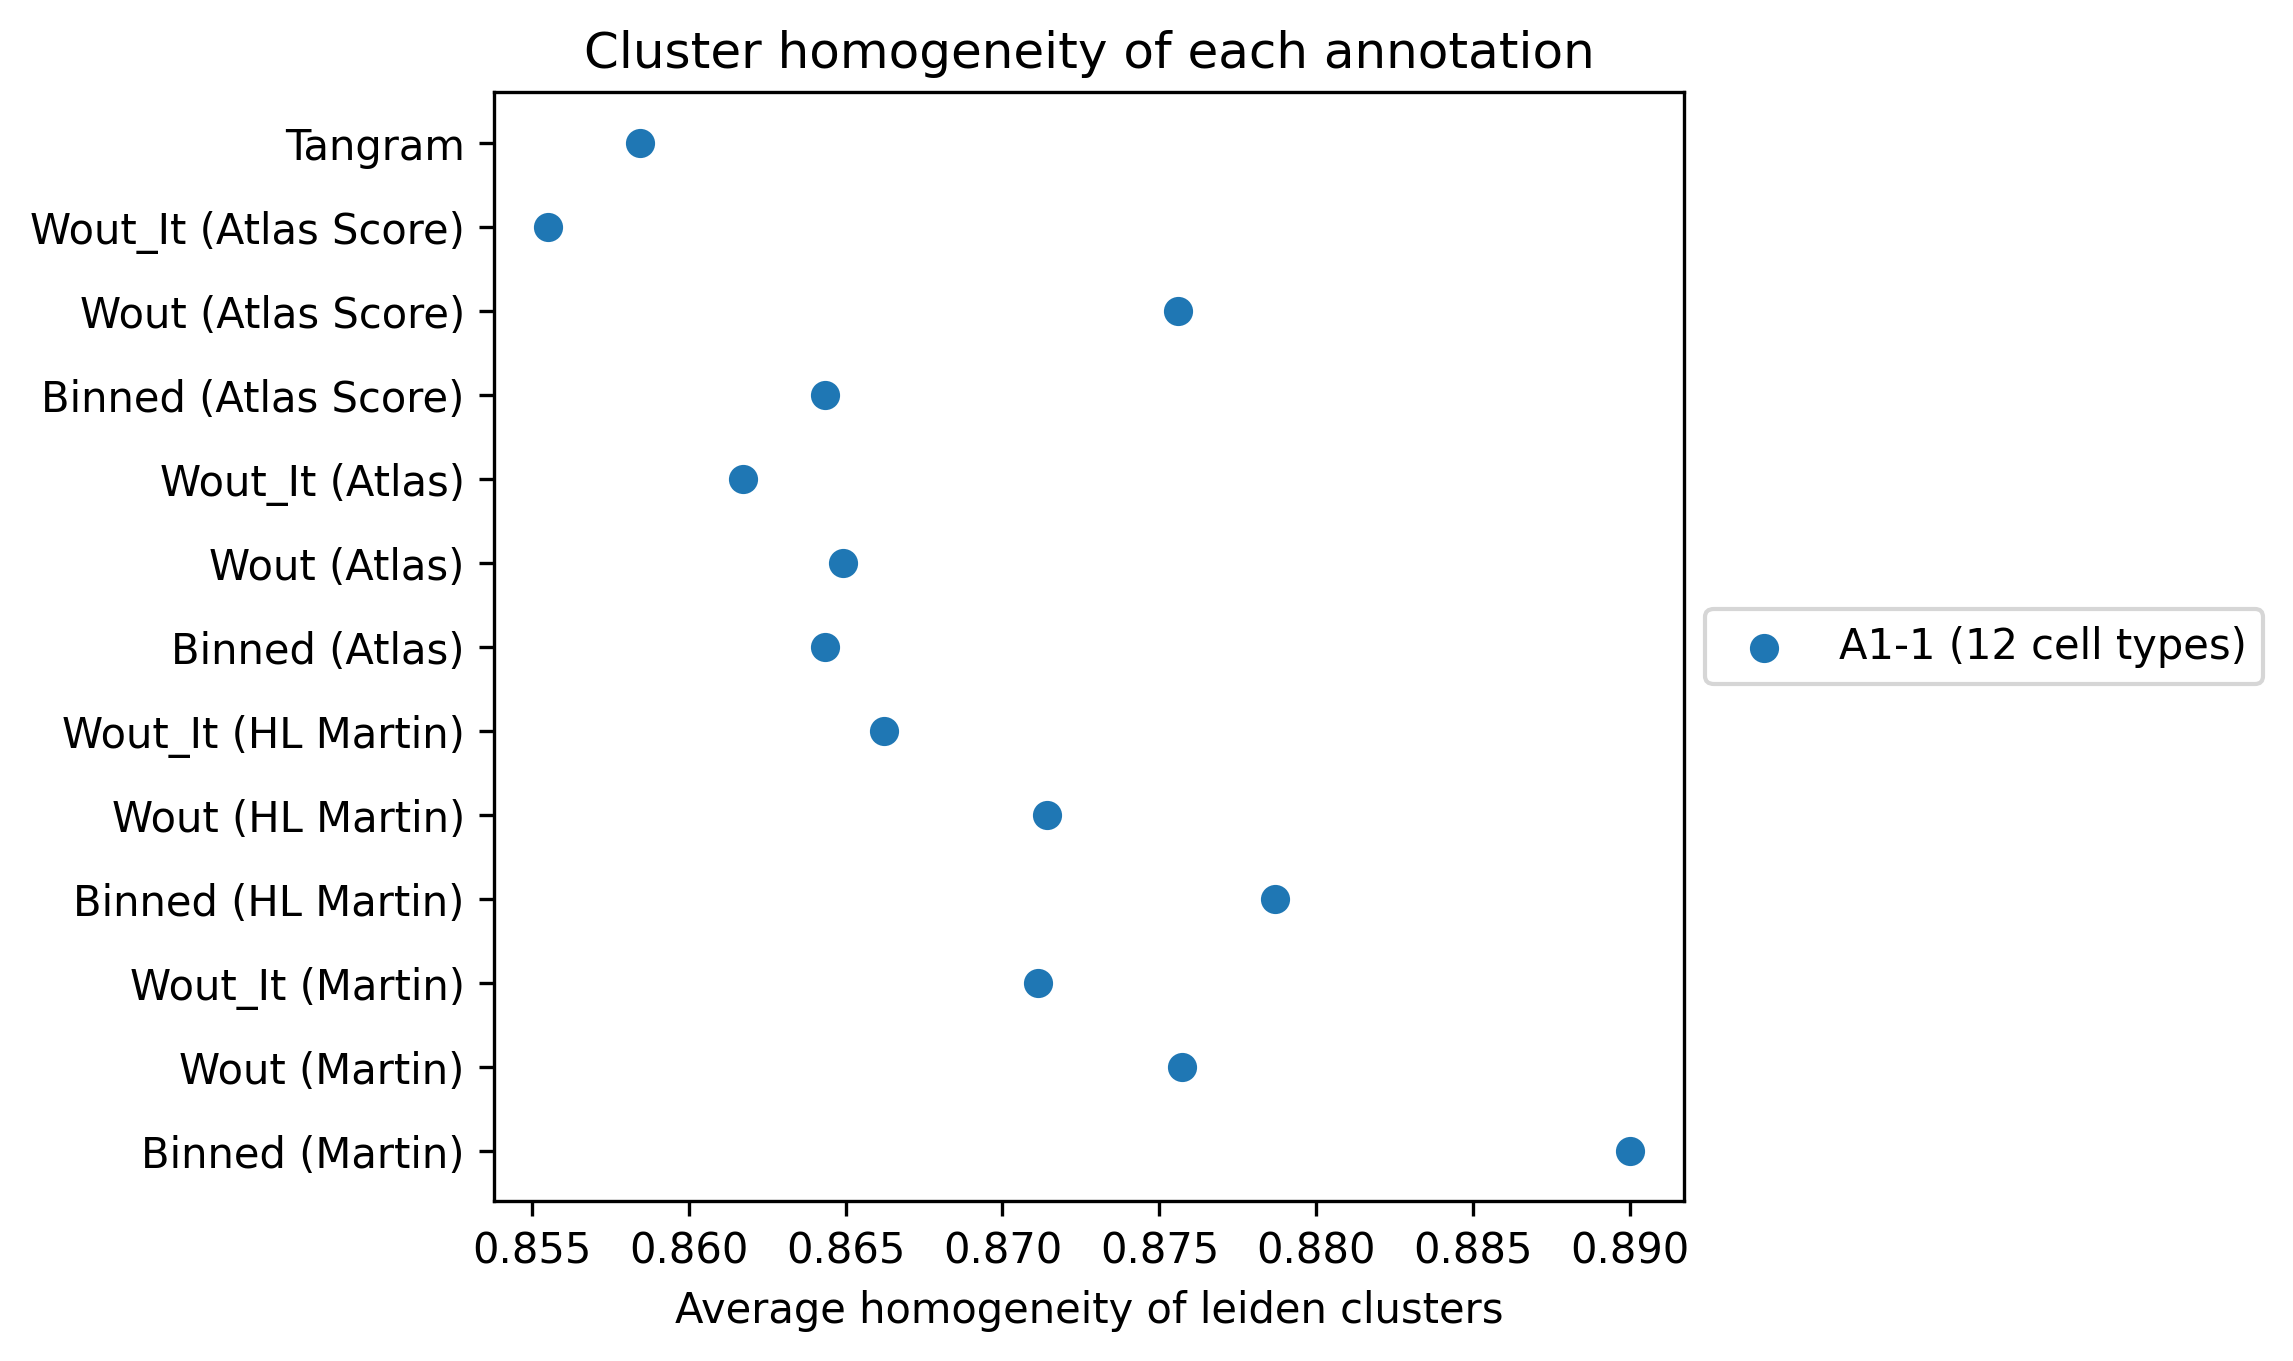 Cluster homogeneity of each annotation
Tangram
Wout_It (Atlas Score)
Wout (Atlas Score)
Binned (Atlas Score)
Wout_It (Atlas)
Wout (Atlas)
Binned (Atlas)
Wout_It (HL Martin)
Wout (HL Martin)
Binned (HL Martin)
Wout_It (Martin)
Wout (Martin)
Binned (Martin)
A1-1 (12 cell types)
0.855 0.860 0.865 0.870 0.875 0.880 0.885 0.890
Average homogeneity of leiden clusters